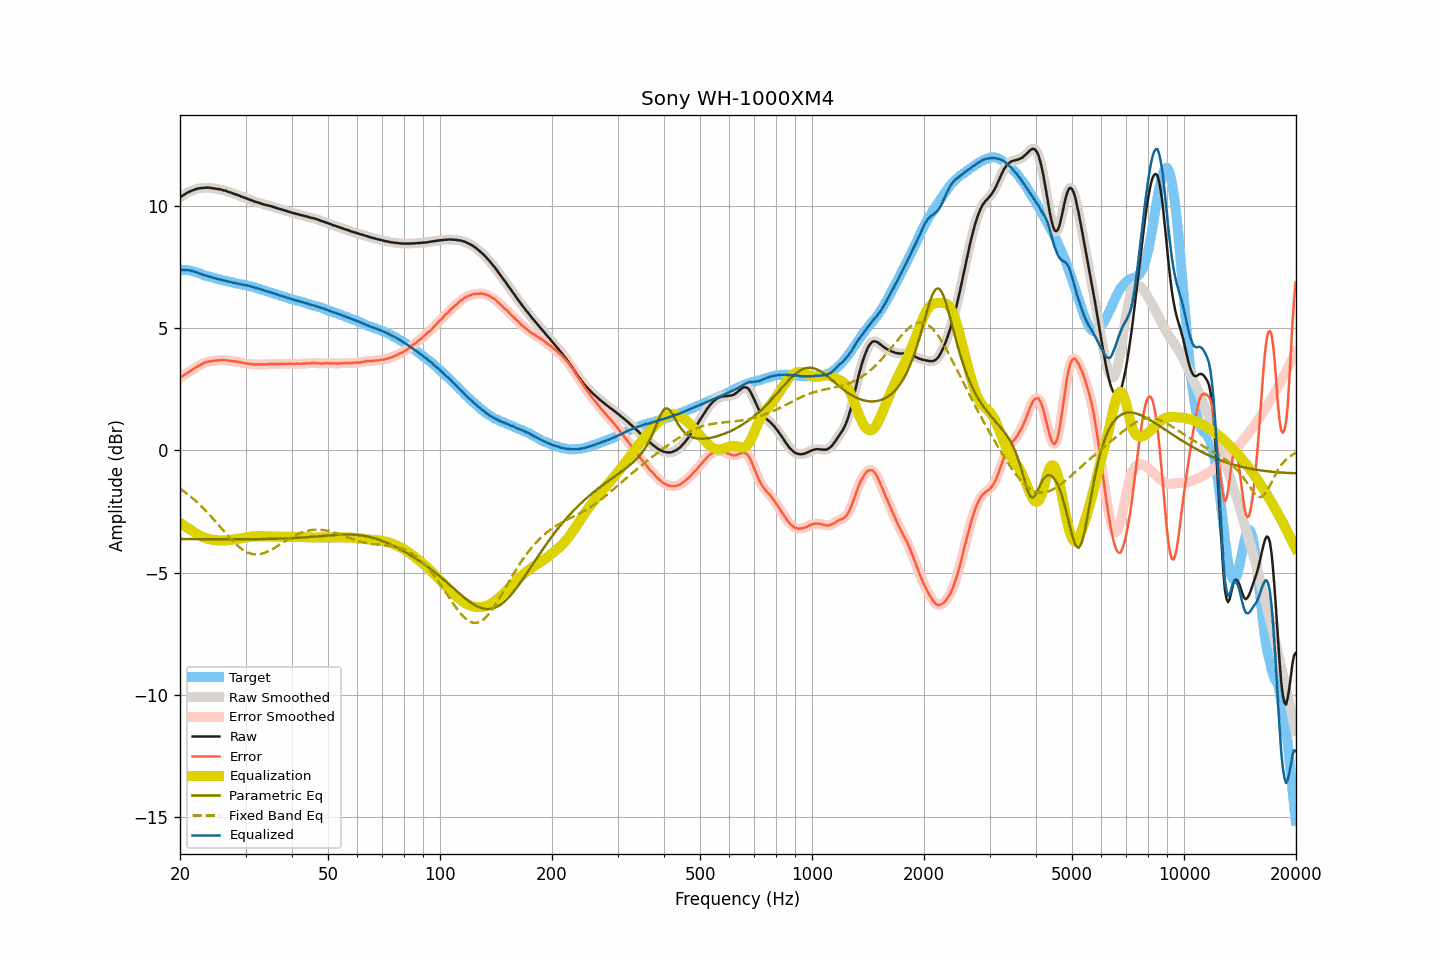 Sony WH-1000XM4
Amplitude (dBr)
10
5
0
−5
−10
−15
Target
Raw Smoothed
Error Smoothed
Raw
Error
Equalization
Parametric Eq
Fixed Band Eq
Equalized
20 50 100 200 500 1000 2000 5000 10000 20000
Frequency (Hz)